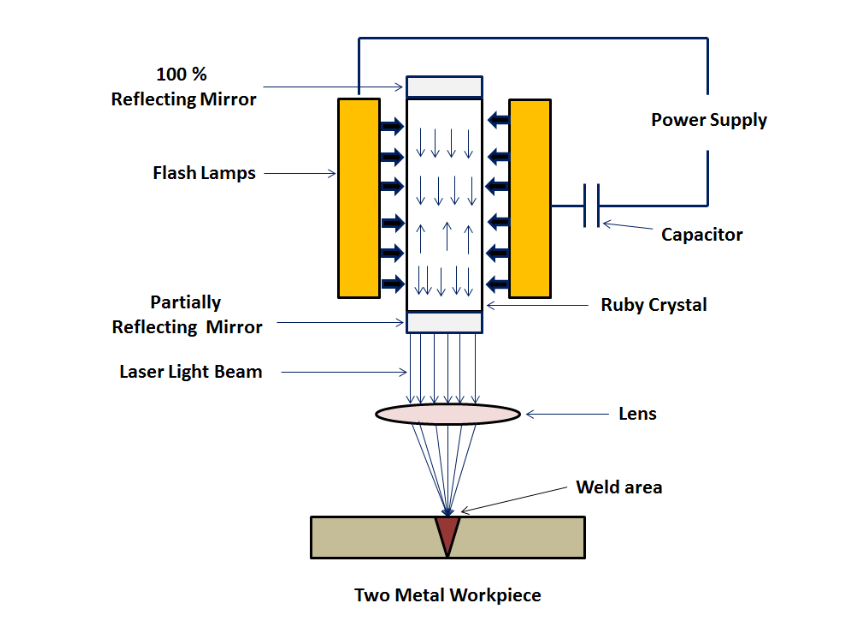 100 %
Reflecting Mirror
Power Supply
Flash Lamps
Capacitor
Partially
Reflecting Mirror
Ruby Crystal
Laser Light Beam
Lens
Weld area
Two Metal Workpiece